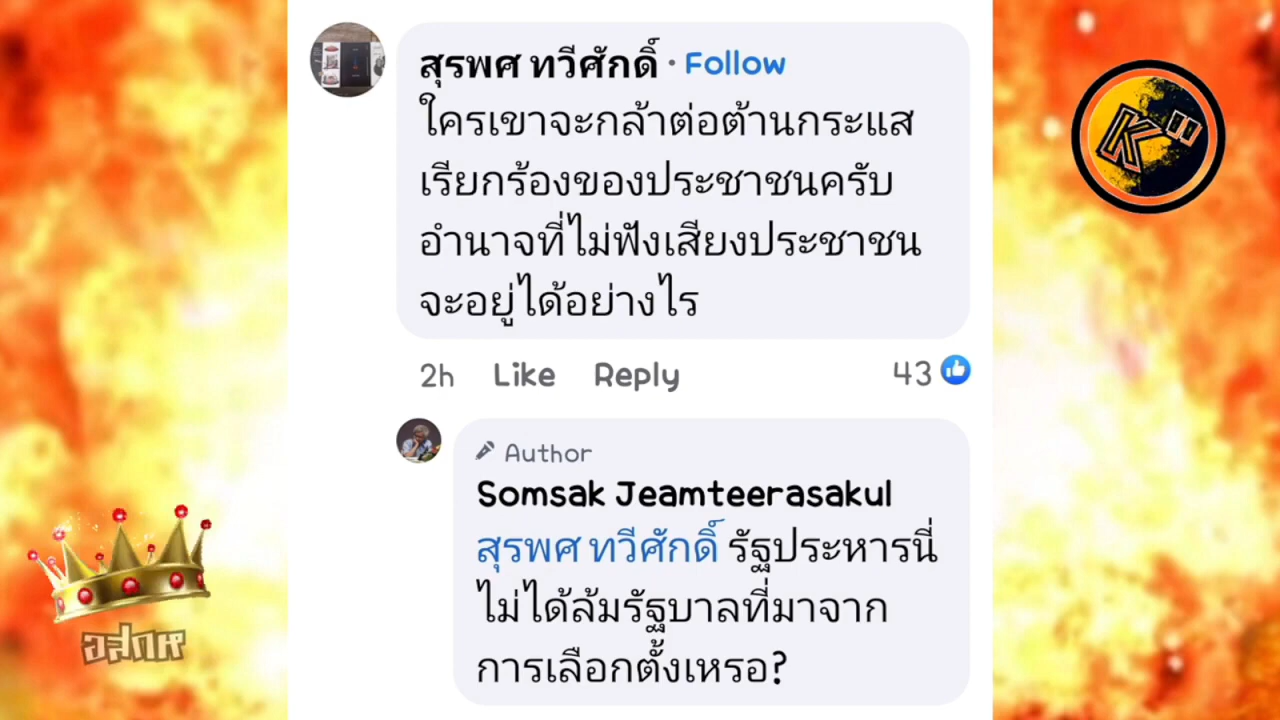 สุรพศ ทวีศักดิ์ · Follow
ใครเขาจะกล้าต่อต้านกระแส
เรียกร้องของประชาชนครับ
อำนาจที่ไม่ฟังเสียงประชาชน
จะอยู่ได้อย่างไร
2h Like Reply 43
Author
Somsak Jeamteerasakul
สุรพศ ทวีศักดิ์ รัฐประหารนี่
ไม่ได้ล้มรัฐบาลที่มาจาก
การเลือกตั้งเหรอ?
K"
อสกห